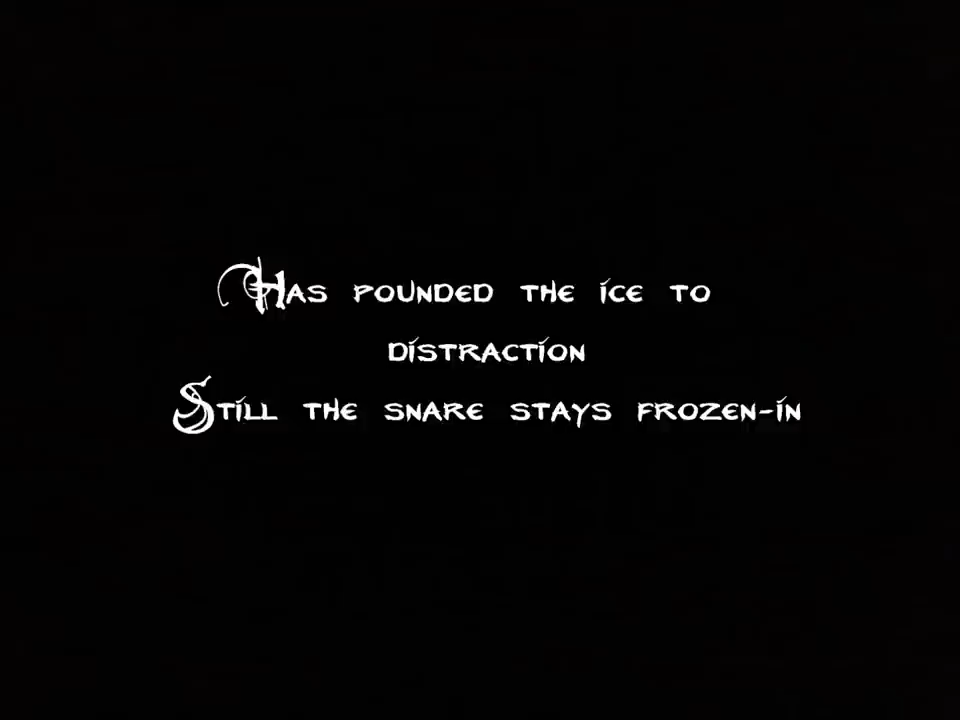 Has pounded the ice to
distraction
Still the snare stays frozen-in